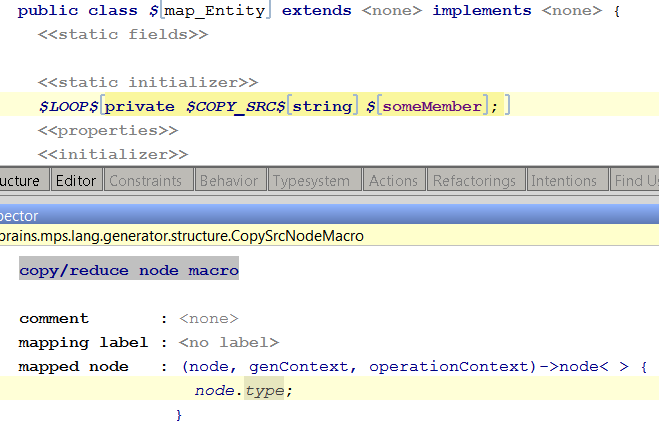 public class $[map_Entity] extends <none> implements <none> {
<<static fields>>
<<static initializer>>
$LOOP$[private $COPY_SRC$[string] $[someMember]; ]
<<properties>>
<<initializer>>
ucture Editor Constraints Behavior Typesystem Actions Refactorings Intentions Find Us
pector
brains.mps.lang.generator.structure.CopySrcNodeMacro
copy/reduce node macro
comment : <none>
mapping label : <no label>
mapped node : (node, genContext, operationContext)->node< > {
node.type;
}